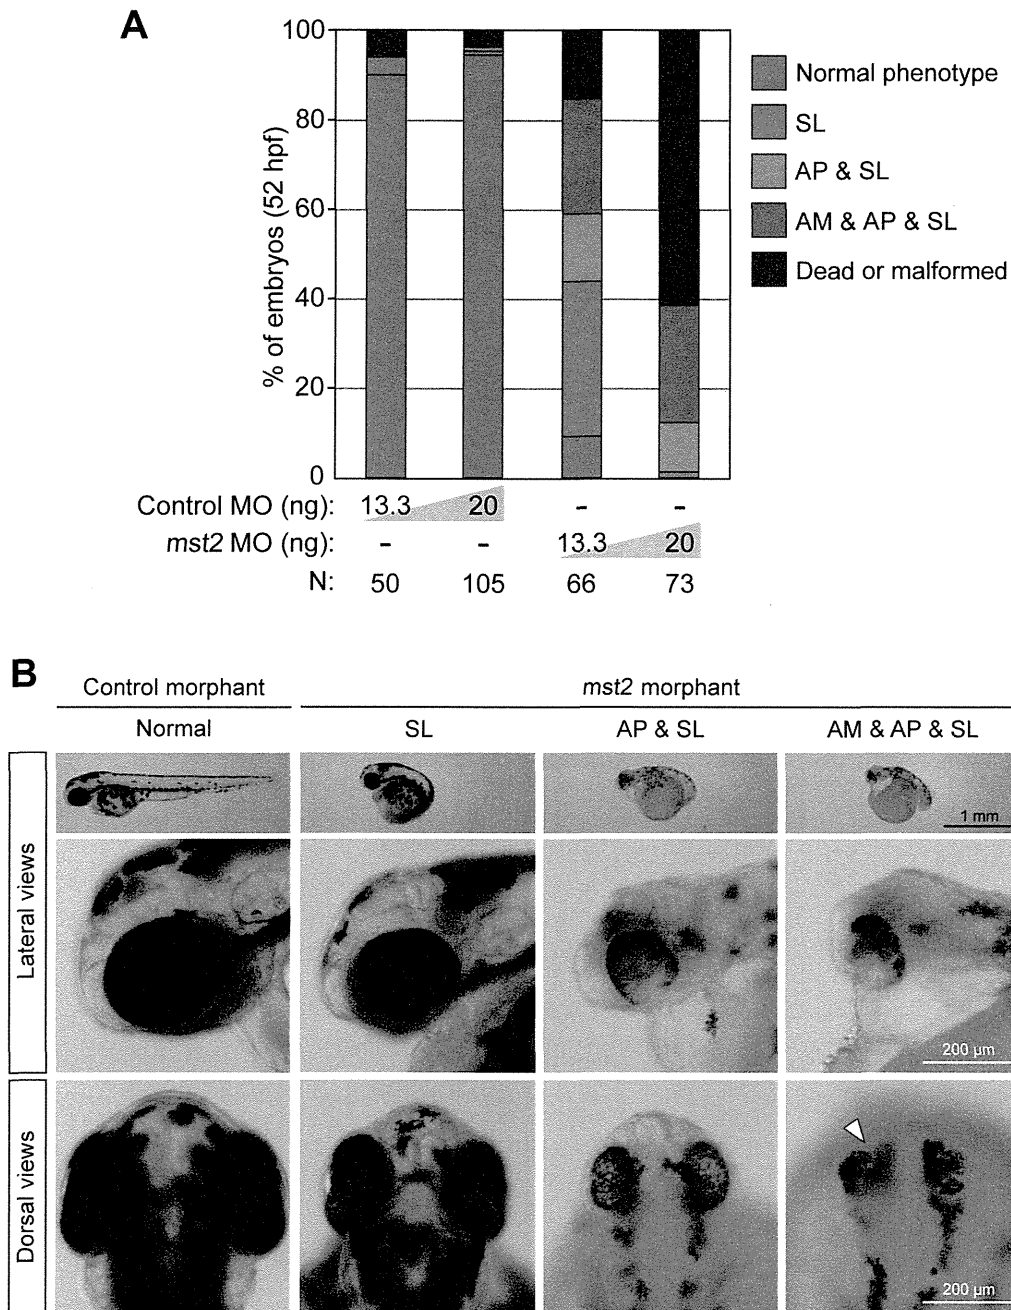 A
100
80
60
40
20
0
% of embryos (52 hpf)
Normal phenotype
SL
AP & SL
AM & AP & SL
Dead or malformed
Control MO (ng): 13.3 20 - -
mst2 MO (ng): - - 13.3 20
N: 50 105 66 73
B
Control morphant mst2 morphant
Normal SL AP & SL AM & AP & SL
Lateral views
1 mm
200 µm
Dorsal views
200 µm